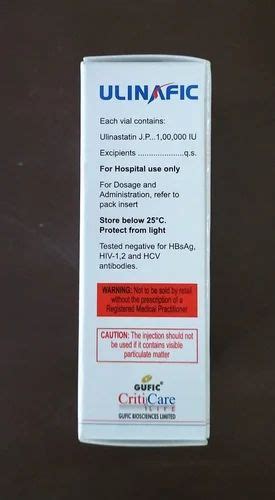 ULINAFIC
Each vial contains:
Ulinastatin J.P...1,00,000 IU
Excipients ......................q.s.
For Hospital use only
For Dosage and
Administration, refer to
pack insert
Store below 25°C.
Protect from light
Tested negative for HBsAg,
HIV-1,2 and HCV
antibodies.
WARNING: Not to be sold by retail
without the prescription of a
Registered Medical Practitioner
CAUTION: The injection should not
be used if it contains visible
particulate matter
GUFIC®
CritiCare
LIFE
GUFIC BIOSCIENCES LIMITED